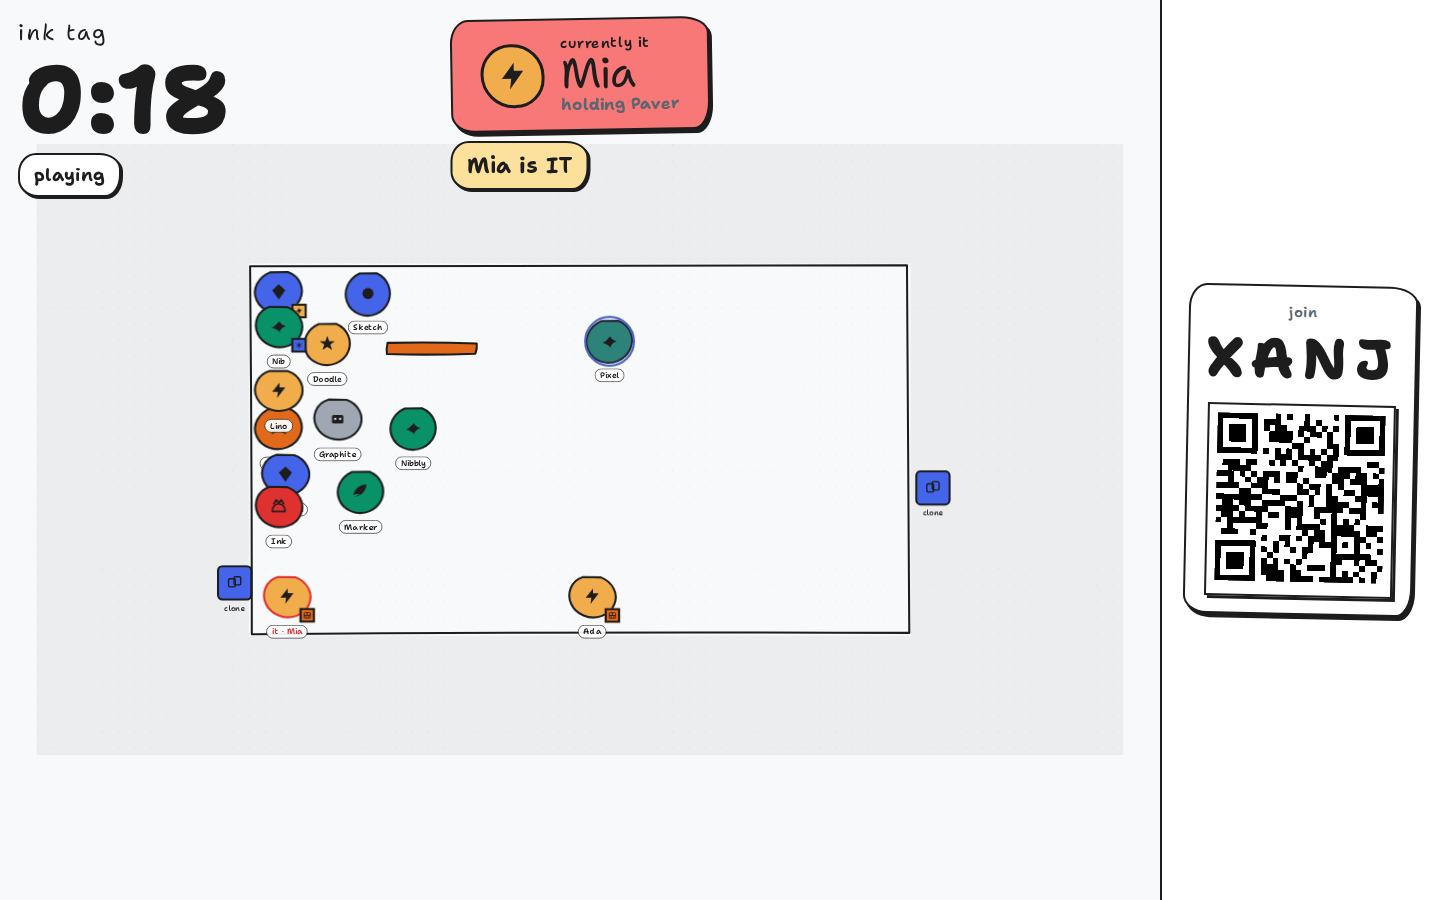 ink tag
0:18
playing
currently it
Mia
holding Paver
Mia is IT
Sketch
Nib
Doodle
Pixel
Lino
Graphite
Nibbly
Marker
Ink
clone
clone
it - Mia
Ada
join
XANJ